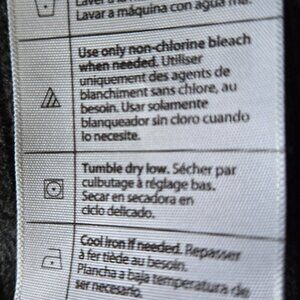 Laver à la
Lavar a máquina con agua fría.
Use only non-chlorine bleach
when needed. Utiliser
uniquement des agents de
blanchiment sans chlore, au
besoin. Usar solamente
blanqueador sin cloro cuando
lo necesite.
Tumble dry low. Sécher par
culbutage à réglage bas.
Secar en secadora en
ciclo delicado.
Cool iron if needed. Repasser
à fer tiède au besoin.
Plancha a baja temperatura de
ser necesario.